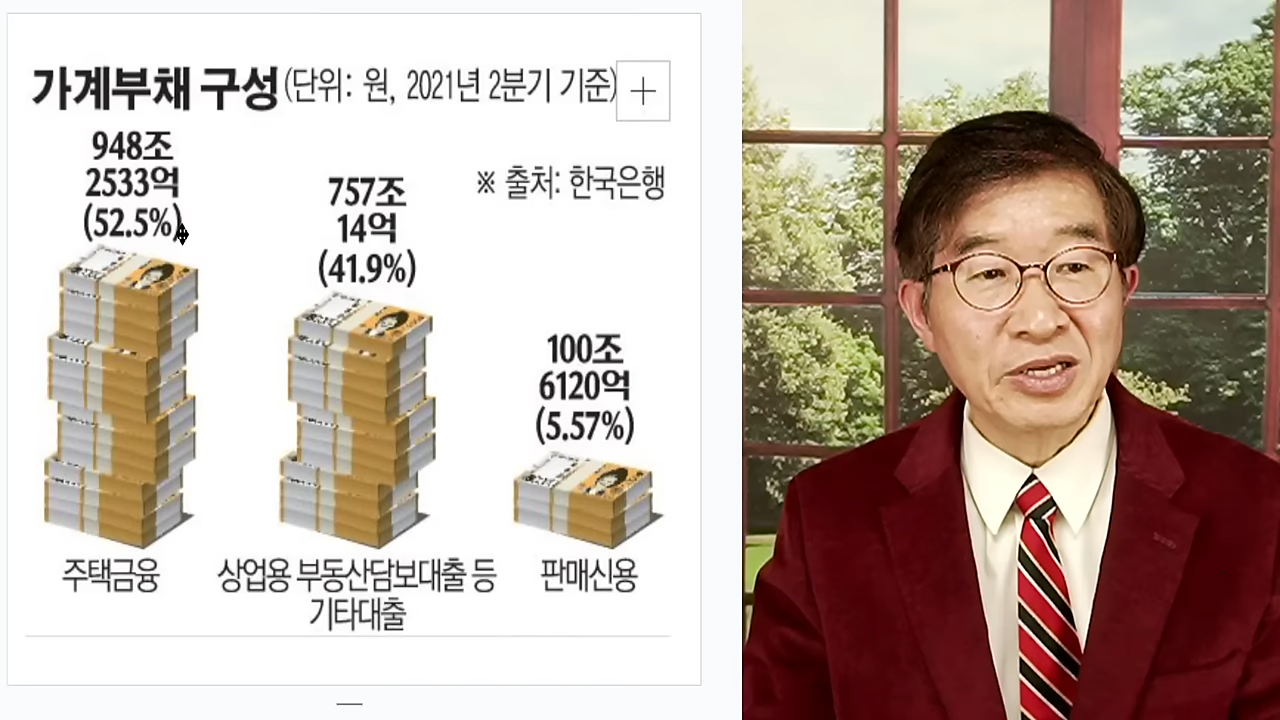 가계부채 구성(단위: 원, 2021년 2분기 기준)
※ 출처: 한국은행
948조
2533억
(52.5%)
주택금융
757조
14억
(41.9%)
상업용 부동산담보대출 등
기타대출
100조
6120억
(5.57%)
판매신용